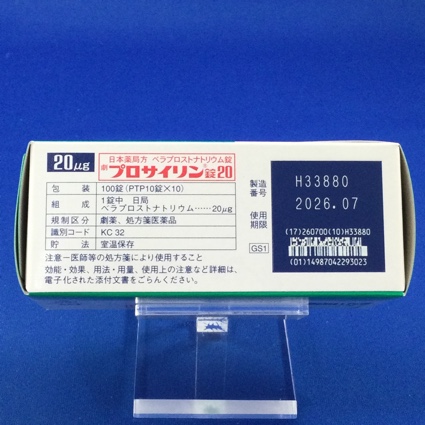 20μg
日本薬局方 ベラプロストナトリウム錠
劇 プロサイリン®錠20
包装 100錠(PTP10錠×10)
組成 1錠中 日局
ベラプロストナトリウム……20μg
規制区分 劇薬、処方箋医薬品
識別コード KC 32
貯法 室温保存
注意-医師等の処方箋により使用すること
効能・効果、用法・用量、使用上の注意など詳細は、
電子化された添付文書をごらんください。
製造番号 H33880
使用期限 2026.07
(17)260700(10)H33880
GS1
(01)14987042293023